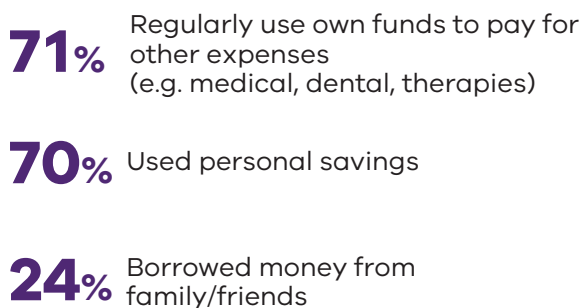 71% Regularly use own funds to pay for
other expenses
(e.g. medical, dental, therapies)
70% Used personal savings
24% Borrowed money from
family/friends